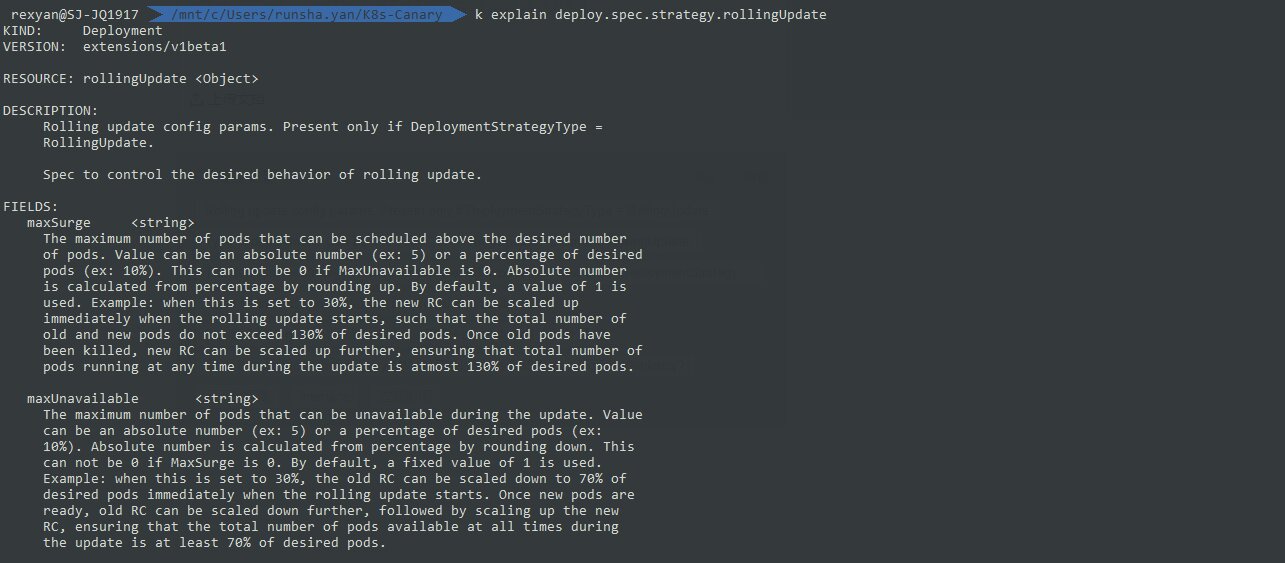 rexyan@SJ-JQ1917 /mnt/c/Users/runsha.yan/K8s-Canary k explain deploy.spec.strategy.rollingUpdate
KIND: Deployment
VERSION: extensions/v1beta1
RESOURCE: rollingUpdate <Object>
DESCRIPTION:
Rolling update config params. Present only if DeploymentStrategyType =
RollingUpdate.
Spec to control the desired behavior of rolling update.
FIELDS:
maxSurge <string>
The maximum number of pods that can be scheduled above the desired number
of pods. Value can be an absolute number (ex: 5) or a percentage of desired
pods (ex: 10%). This can not be 0 if MaxUnavailable is 0. Absolute number
is calculated from percentage by rounding up. By default, a value of 1 is
used. Example: when this is set to 30%, the new RC can be scaled up
immediately when the rolling update starts, such that the total number of
old and new pods do not exceed 130% of desired pods. Once old pods have
been killed, new RC can be scaled up further, ensuring that total number of
pods running at any time during the update is atmost 130% of desired pods.
maxUnavailable <string>
The maximum number of pods that can be unavailable during the update. Value
can be an absolute number (ex: 5) or a percentage of desired pods (ex:
10%). Absolute number is calculated from percentage by rounding down. This
can not be 0 if MaxSurge is 0. By default, a fixed value of 1 is used.
Example: when this is set to 30%, the old RC can be scaled down to 70% of
desired pods immediately when the rolling update starts. Once new pods are
ready, old RC can be scaled down further, followed by scaling up the new
RC, ensuring that the total number of pods available at all times during
the update is at least 70% of desired pods.